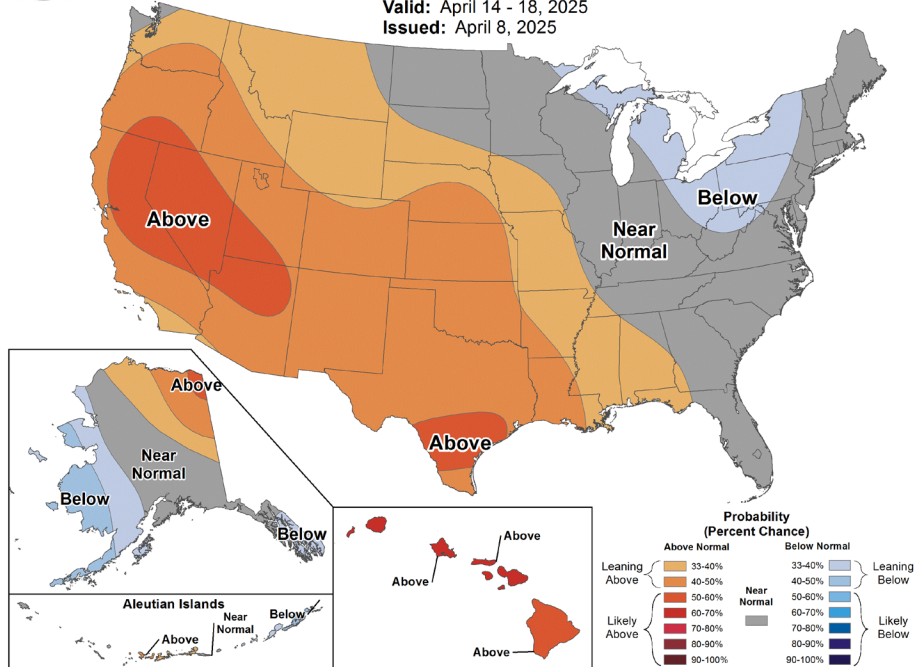 Valid: April 14 - 18, 2025
Issued: April 8, 2025
Above
Below
Near
Normal
Above
Above
Near
Normal
Below
Below
Aleutian Islands
Above
Near
Normal
Below
Above
Above
Above
Probability
(Percent Chance)
Above Normal
Below Normal
Leaning
Above
33-40%
40-50%
Likely
Above
50-60%
60-70%
70-80%
80-90%
90-100%
Near
Normal
33-40%
40-50%
Leaning
Below
50-60%
60-70%
70-80%
80-90%
90-100%
Likely
Below